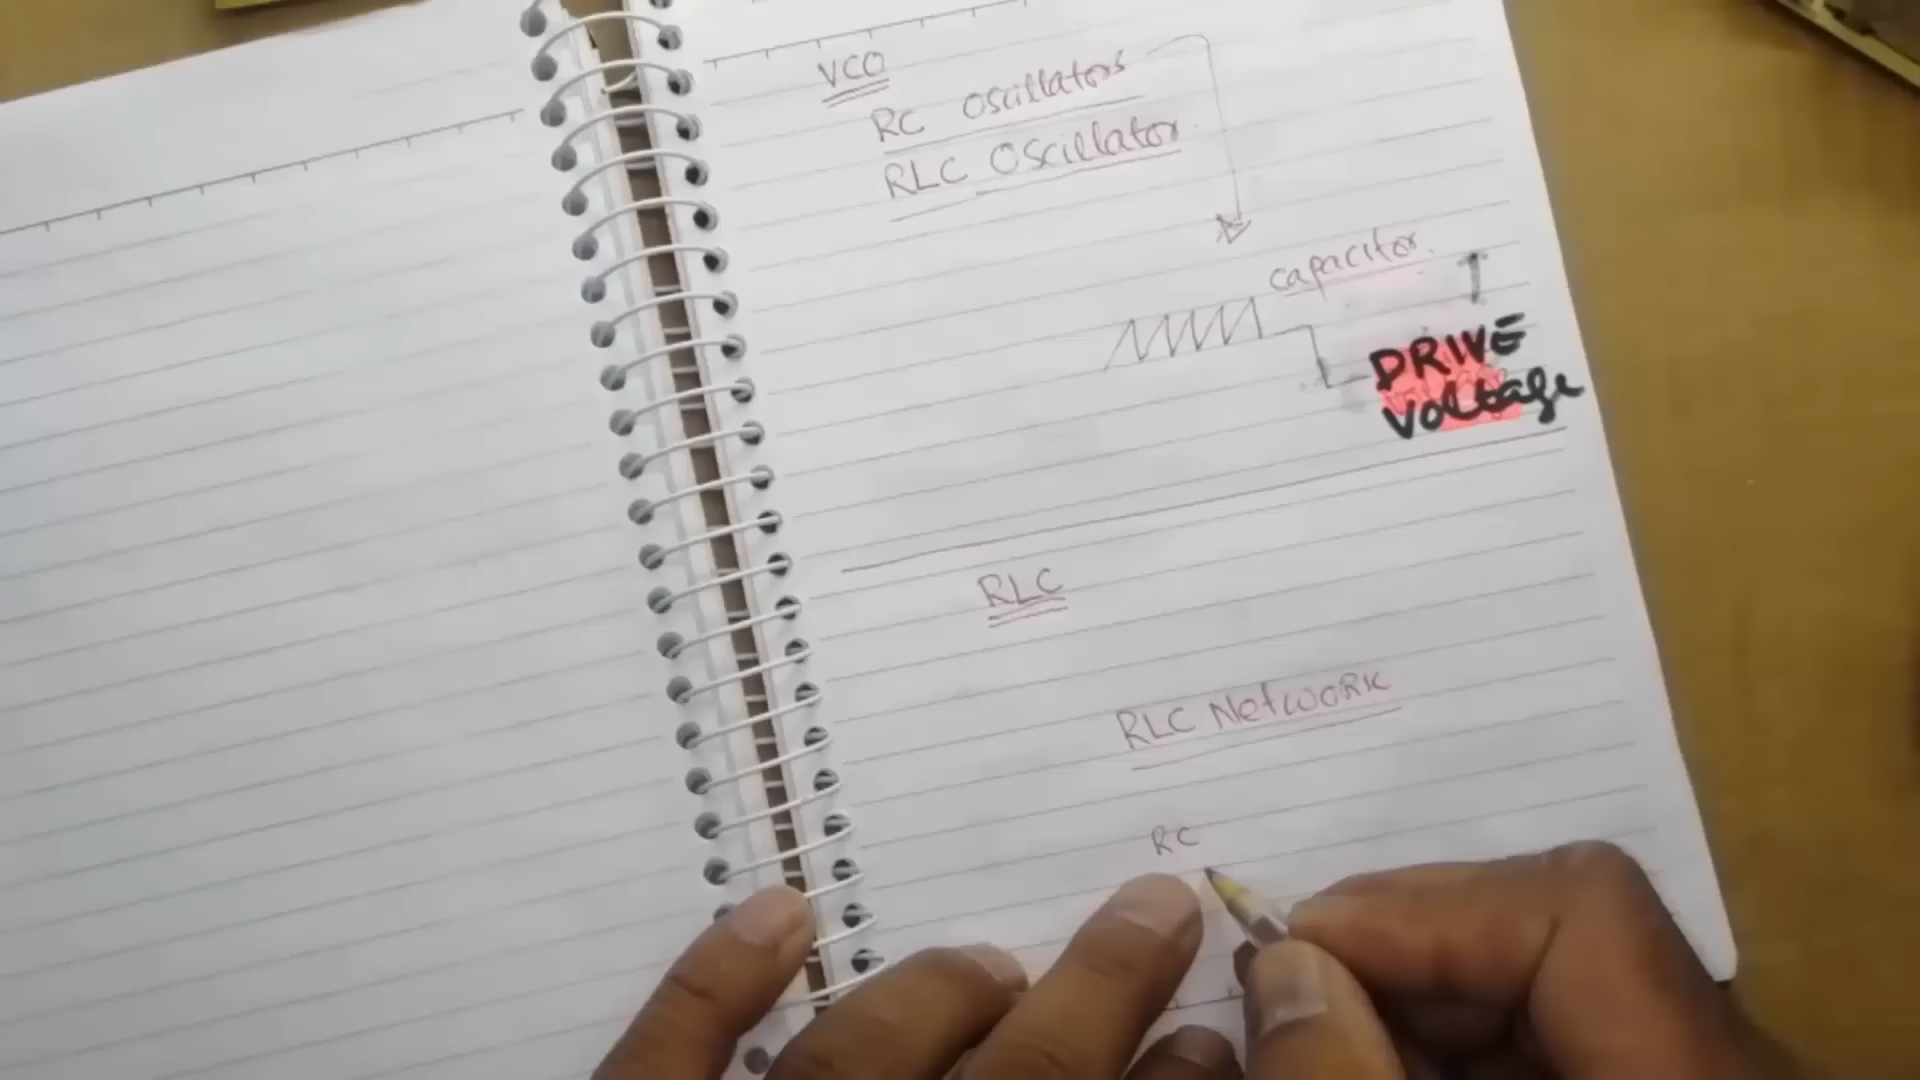 VCO
RC Oscillators
RLC Oscillator
capacitor.
DRIVE
Voltage
RLC
RLC NetwORK
RC